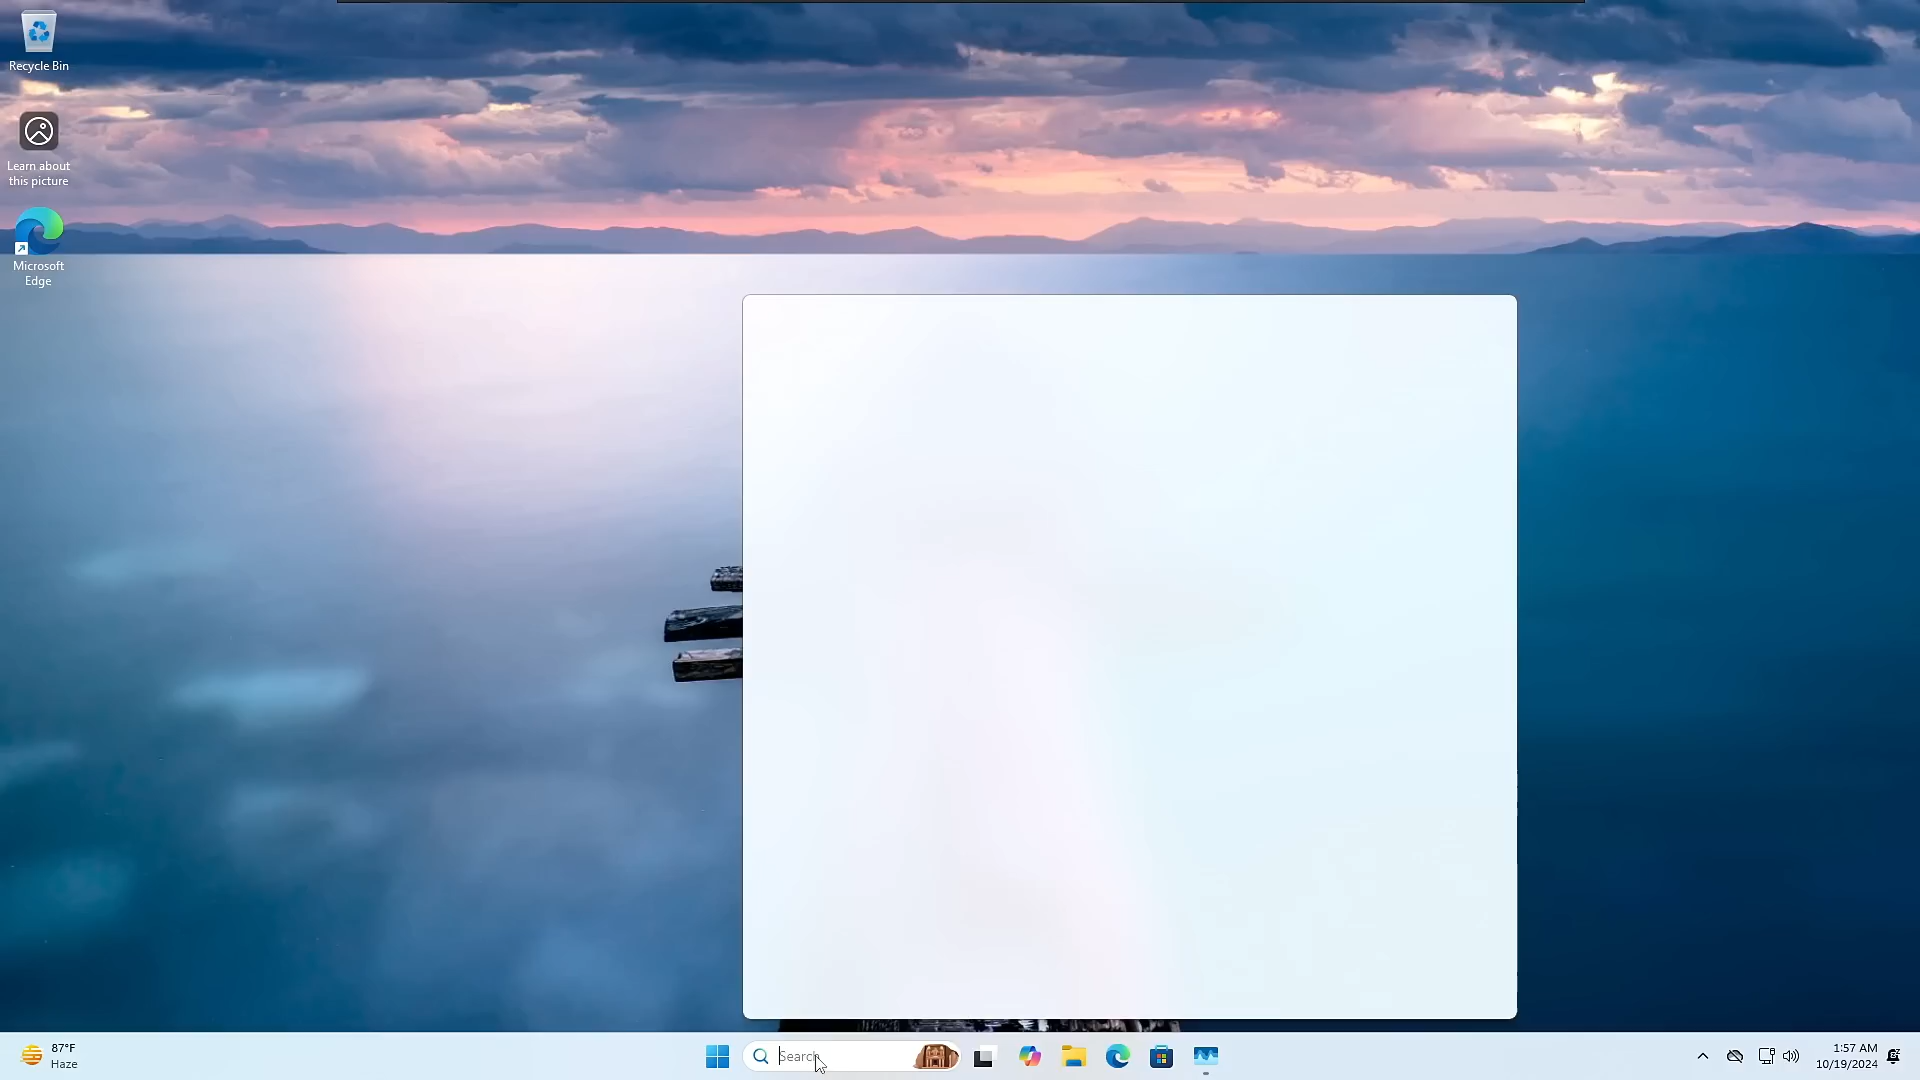 Recycle Bin
Learn about
this picture
Microsoft
Edge
87°F
Haze
Search
1:57 AM
10/19/2024